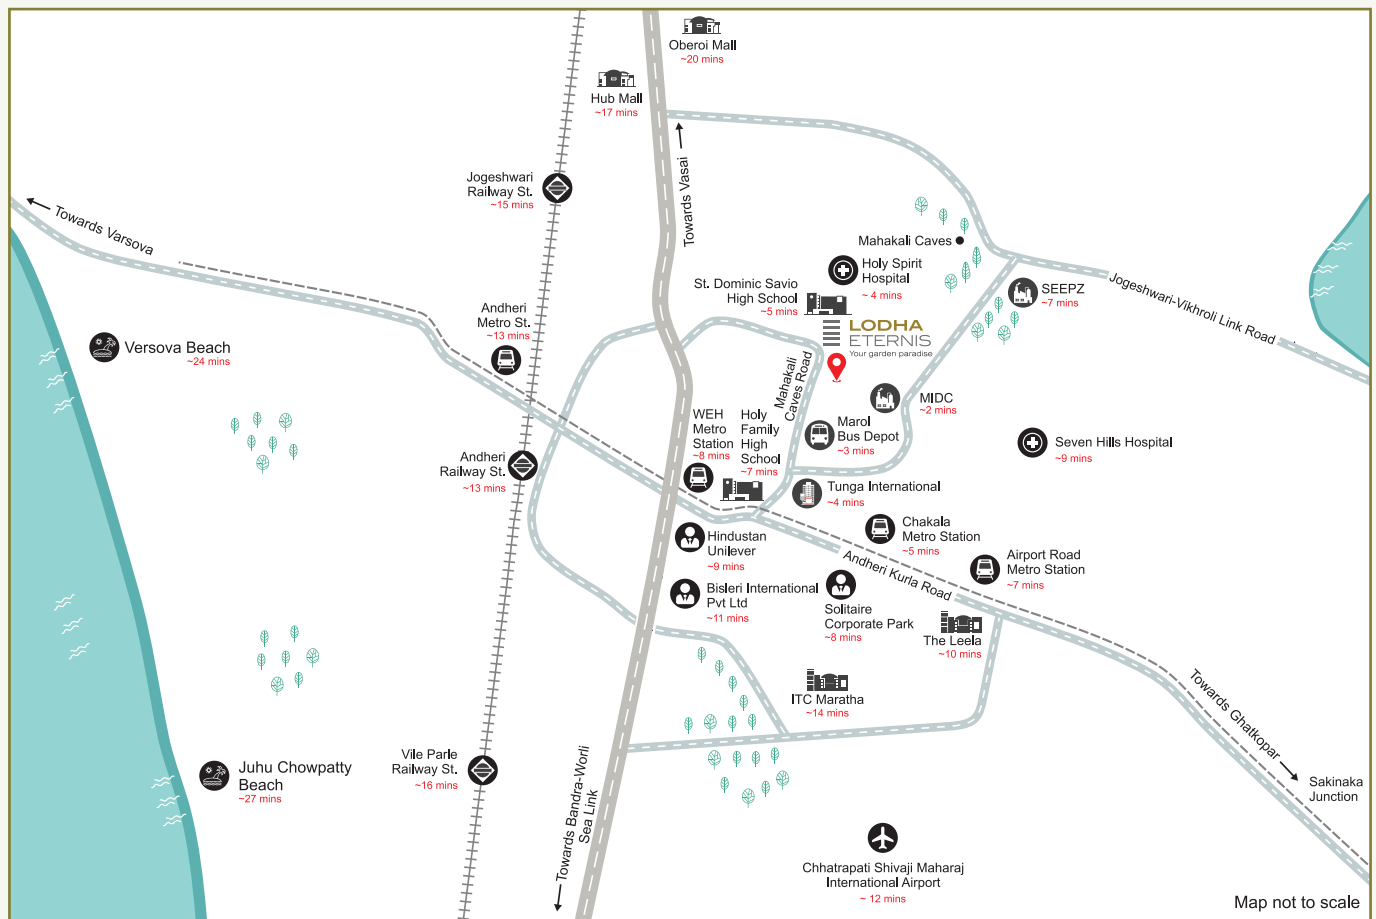 Oberoi Mall
~20 mins
Hub Mall
~17 mins
Towards Vasai
Jogeshwari
Railway St.
~15 mins
Towards Varsova
Mahakali Caves
Holy Spirit
Hospital
~ 4 mins
St. Dominic Savio
High School
~5 mins
SEEPZ
~7 mins
Jogeshwari-Vikhroli Link Road
LODHA
ETERNIS
Your garden paradise
Andheri
Metro St.
~13 mins
Versova Beach
~24 mins
Mahakali
Caves Road
MIDC
~2 mins
WEH
Metro
Station
~8 mins
Holy
Family
High
School
~7 mins
Marol
Bus Depot
~3 mins
Seven Hills Hospital
~9 mins
Andheri
Railway St.
~13 mins
Tunga International
~4 mins
Chakala
Metro Station
~5 mins
Hindustan
Unilever
~9 mins
Andheri Kurla Road
Airport Road
Metro Station
~7 mins
Bisleri International
Pvt Ltd
~11 mins
Solitaire
Corporate Park
~8 mins
The Leela
~10 mins
ITC Maratha
~14 mins
Towards Ghatkopar
Vile Parle
Railway St.
~16 mins
Juhu Chowpatty
Beach
~27 mins
Towards Bandra-Worli
Sea Link
Sakinaka
Junction
Chhatrapati Shivaji Maharaj
International Airport
~ 12 mins
Map not to scale